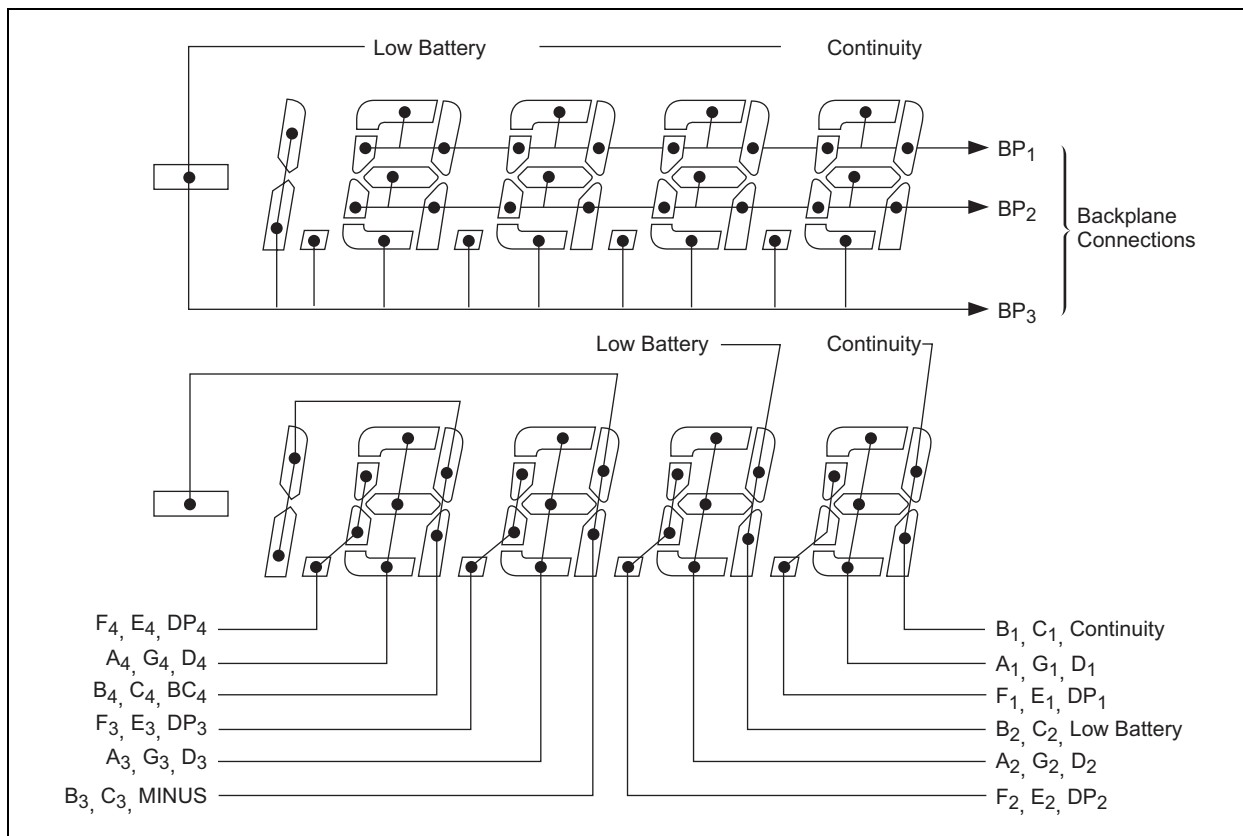 Low Battery Continuity
BP1
BP2
Backplane
Connections
BP3
Low Battery Continuity
F4, E4, DP4
A4, G4, D4
B4, C4, BC4
F3, E3, DP3
A3, G3, D3
B3, C3, MINUS
B1, C1, Continuity
A1, G1, D1
F1, E1, DP1
B2, C2, Low Battery
A2, G2, D2
F2, E2, DP2